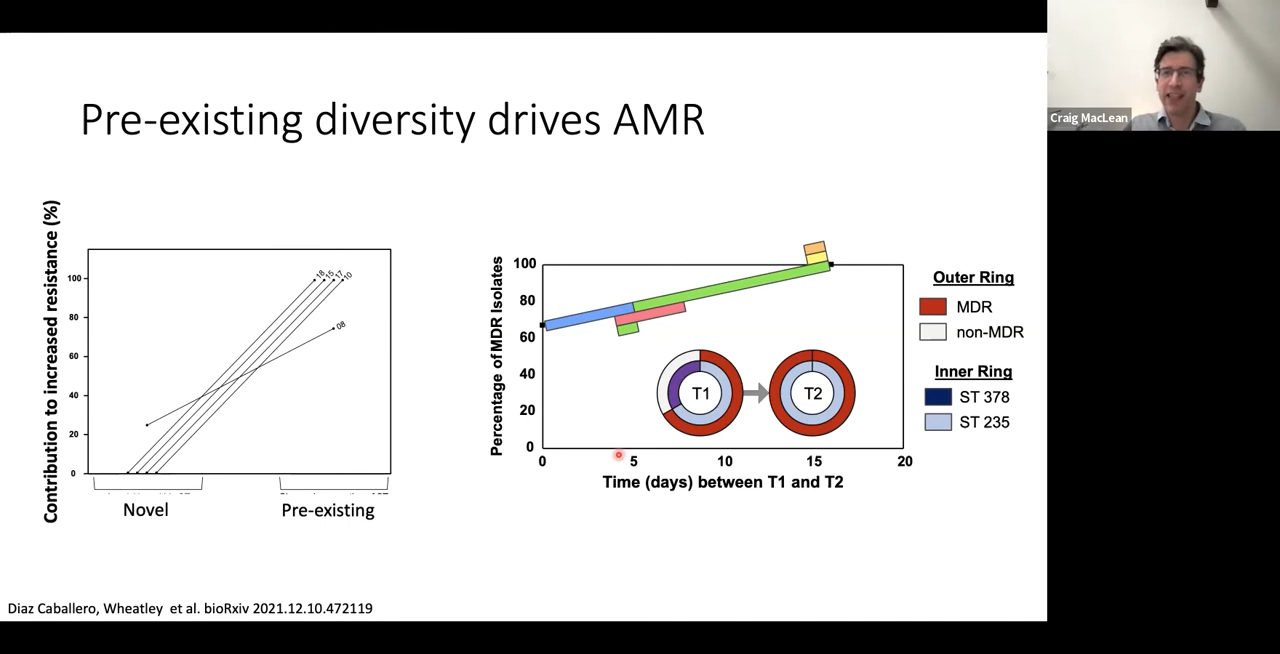 Pre-existing diversity drives AMR
Craig MacLean
Contribution to increased resistance (%)
100
80
60
40
20
0
18
15
17
10
08
Novel
Pre-existing
Percentage of MDR Isolates
100
80
60
40
20
0
T1
T2
0
5
10
15
20
Time (days) between T1 and T2
Outer Ring
MDR
non-MDR
Inner Ring
ST 378
ST 235
Diaz Caballero, Wheatley et al. bioRxiv 2021.12.10.472119